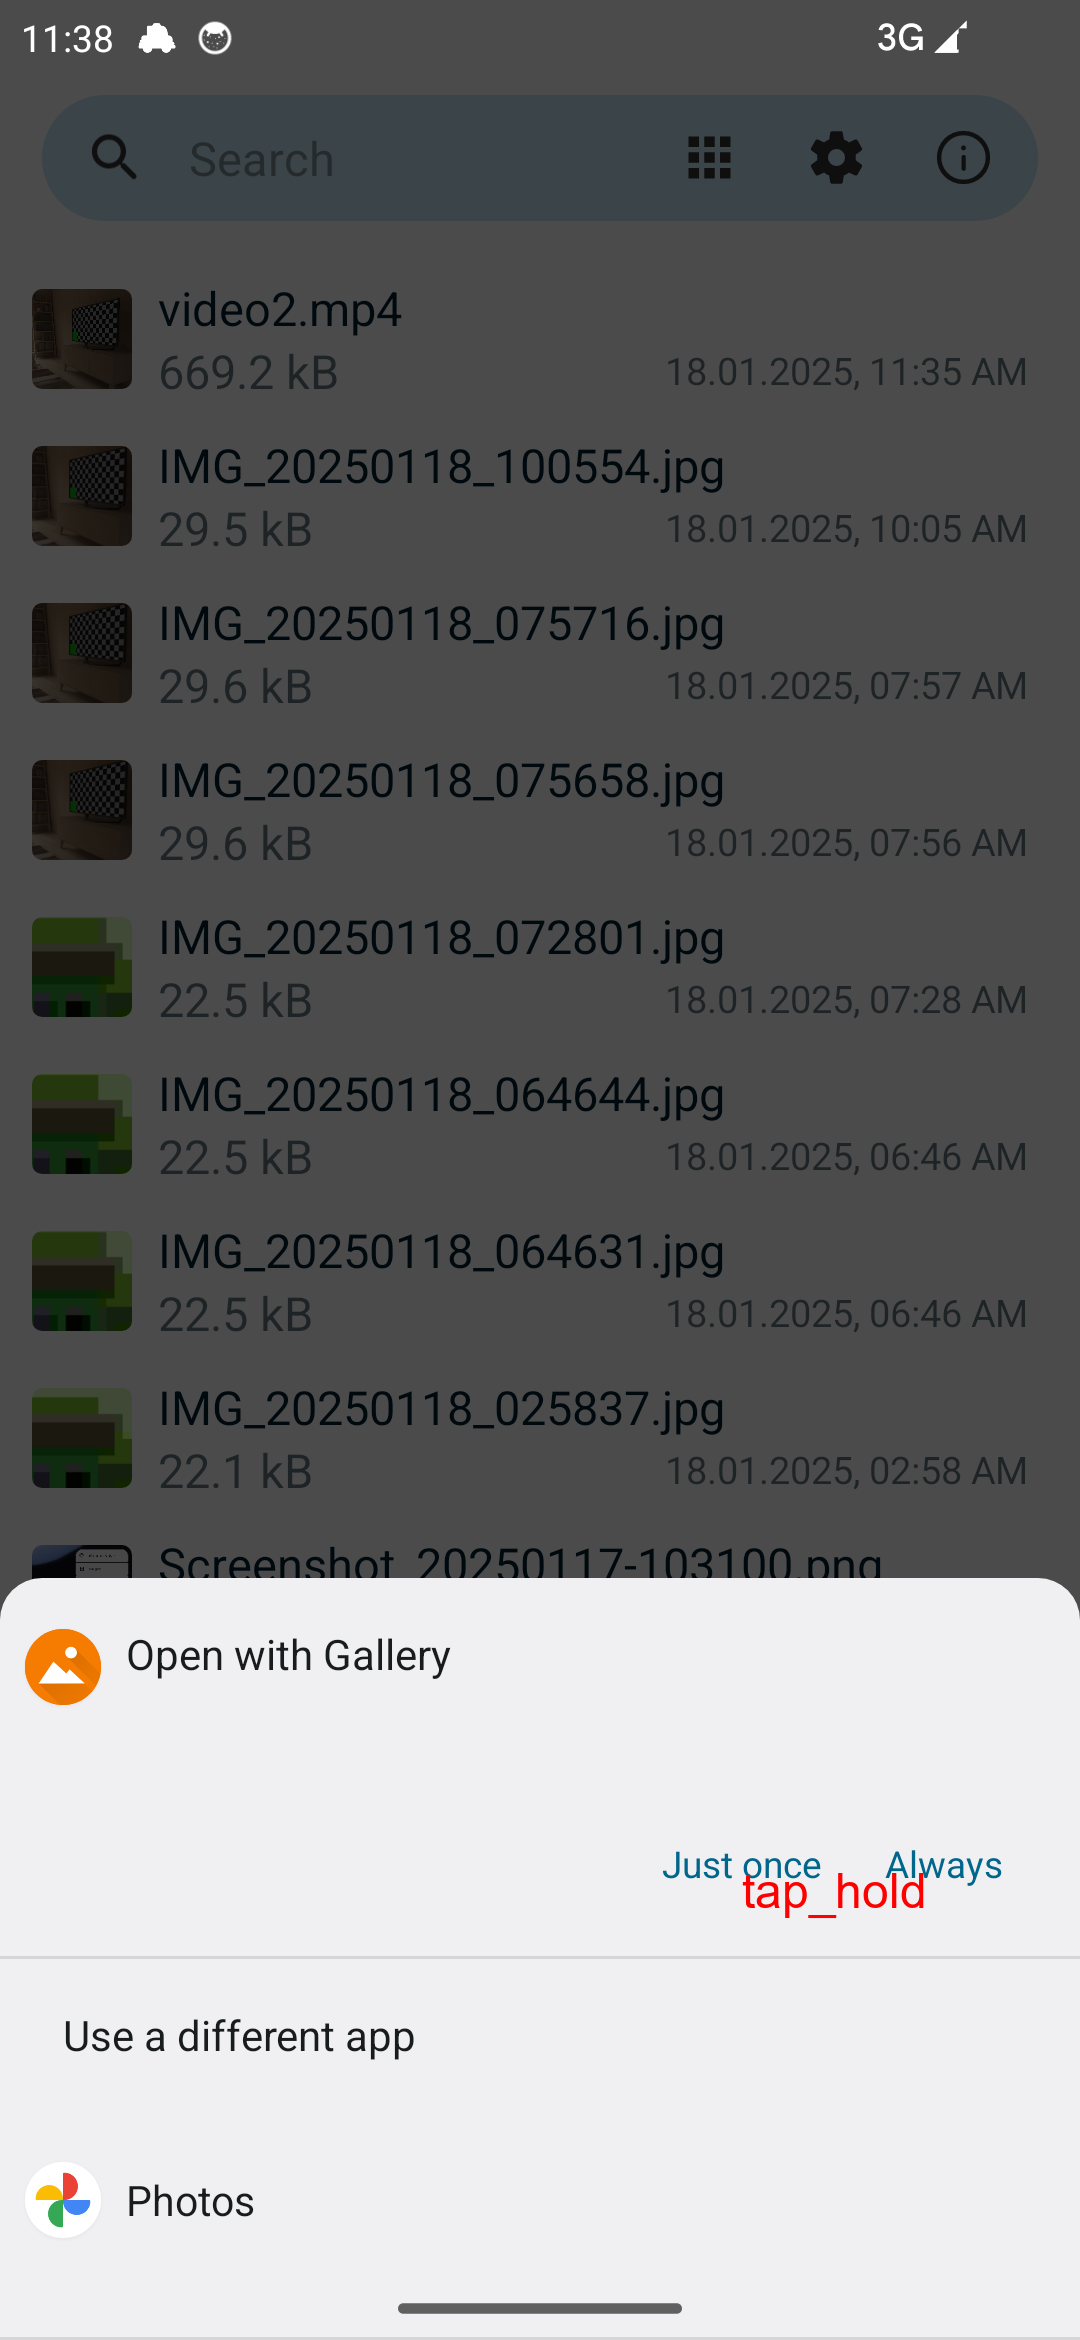 11:38 3G
Search
video2.mp4
669.2 kB 18.01.2025, 11:35 AM
IMG_20250118_100554.jpg
29.5 kB 18.01.2025, 10:05 AM
IMG_20250118_075716.jpg
29.6 kB 18.01.2025, 07:57 AM
IMG_20250118_075658.jpg
29.6 kB 18.01.2025, 07:56 AM
IMG_20250118_072801.jpg
22.5 kB 18.01.2025, 07:28 AM
IMG_20250118_064644.jpg
22.5 kB 18.01.2025, 06:46 AM
IMG_20250118_064631.jpg
22.5 kB 18.01.2025, 06:46 AM
IMG_20250118_025837.jpg
22.1 kB 18.01.2025, 02:58 AM
Screenshot_20250117-103100.png
Open with Gallery
Just once Always
tap_hold
Use a different app
Photos